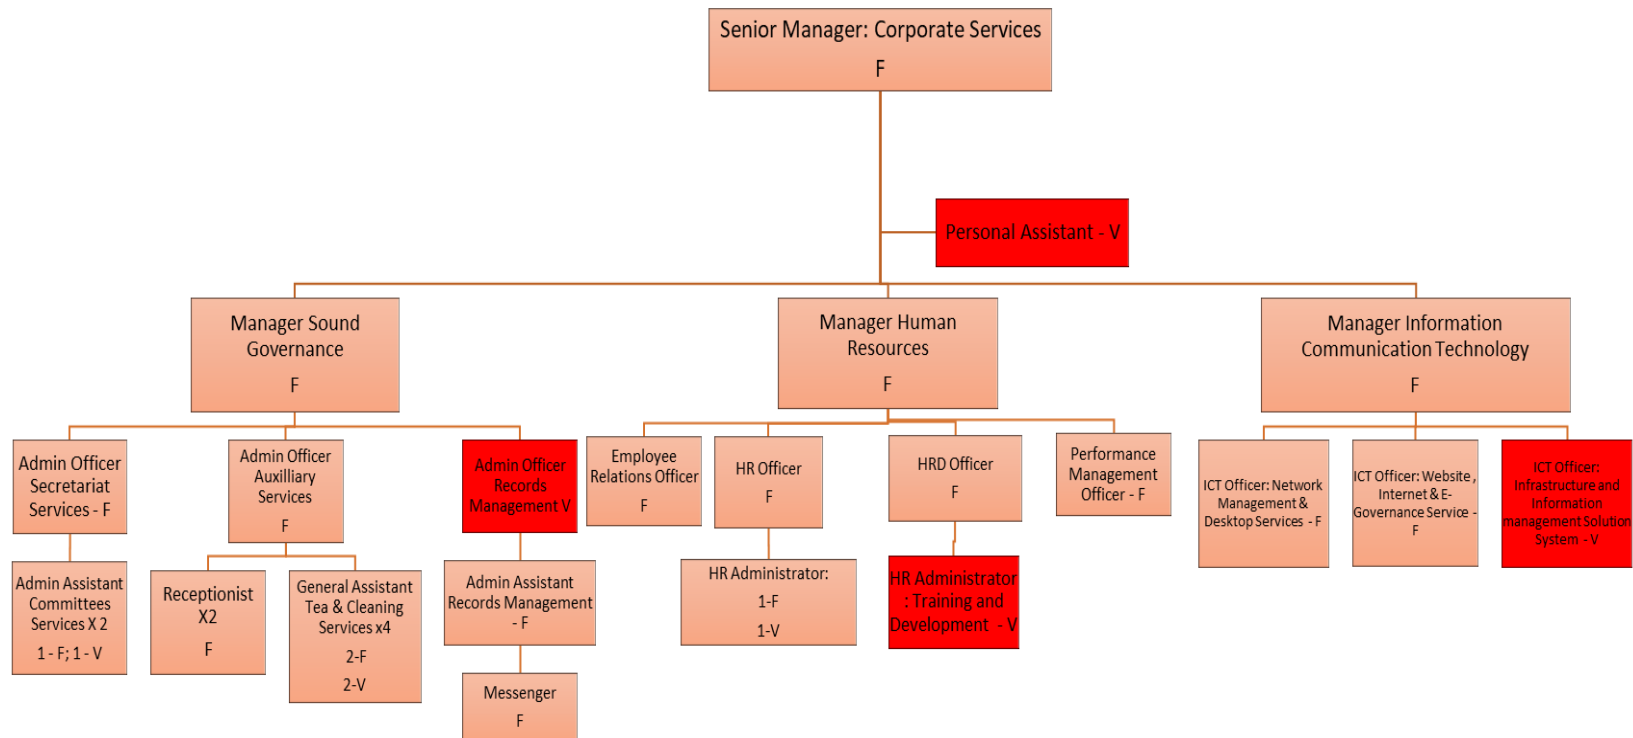 Senior Manager: Corporate Services
F
Personal Assistant - V
Manager Sound
Governance
F
Manager Human
Resources
F
Manager Information
Communication Technology
F
Admin Officer
Secretariat
Services - F
Admin Officer
Auxilliary
Services
F
Admin Officer
Records
Management V
Employee
Relations Officer
F
HR Officer
F
HRD Officer
F
Performance
Management
Officer - F
ICT Officer: Network
Management &
Desktop Services - F
ICT Officer: Website ,
Internet & E-
Governance Service -
F
ICT Officer:
Infrastructure and
Information
management Solution
System - V
Admin Assistant
Committees
Services X 2
1 - F; 1 - V
Receptionist
X2
F
General Assistant
Tea & Cleaning
Services x4
2-F
2-V
Admin Assistant
Records Management
- F
HR Administrator:
1-F
1-V
HR Administrator
: Training and
Development - V
Messenger
F